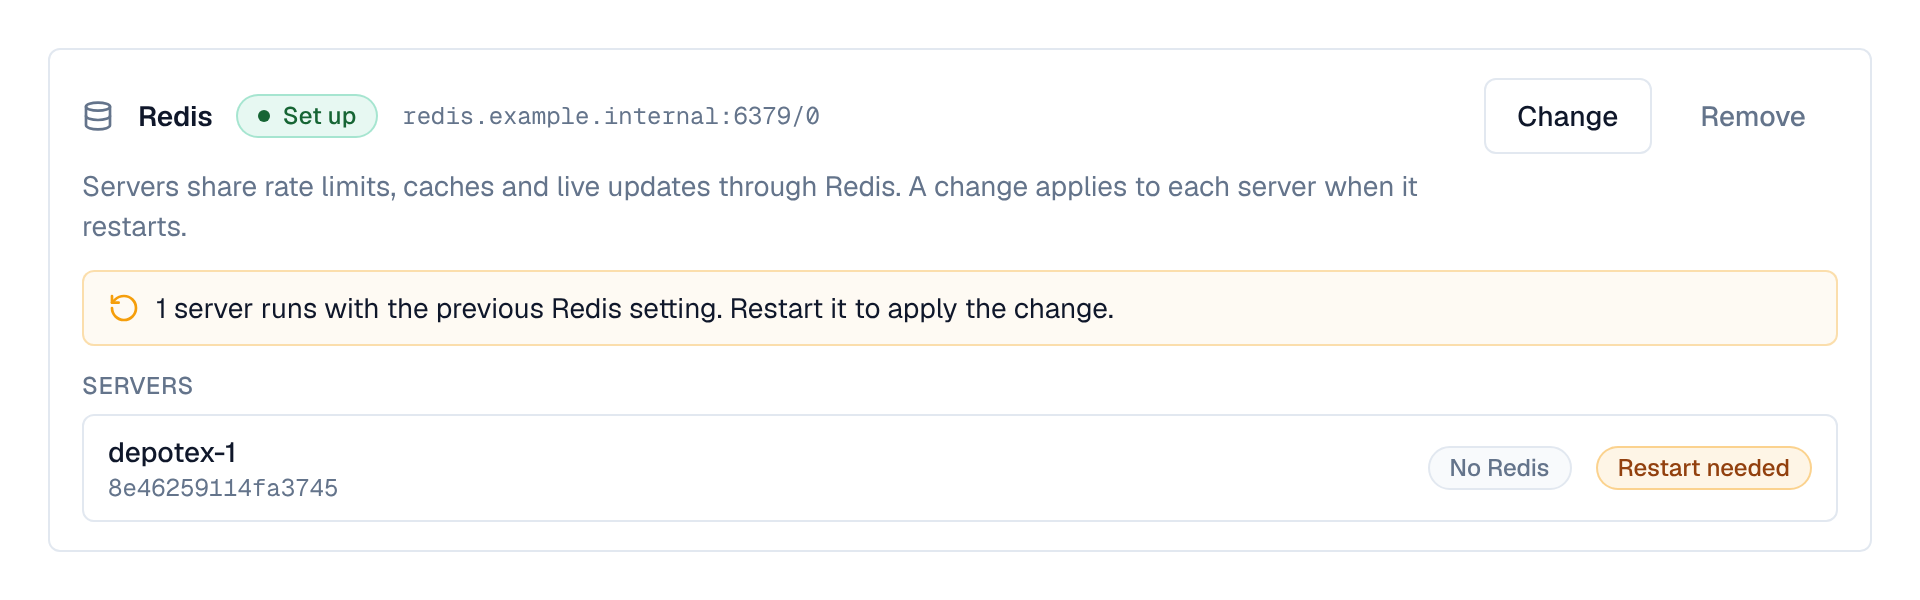 Redis
Set up
redis.example.internal:6379/0
Change
Remove
Servers share rate limits, caches and live updates through Redis. A change applies to each server when it
restarts.
1 server runs with the previous Redis setting. Restart it to apply the change.
SERVERS
depotex-1
8e46259114fa3745
No Redis
Restart needed